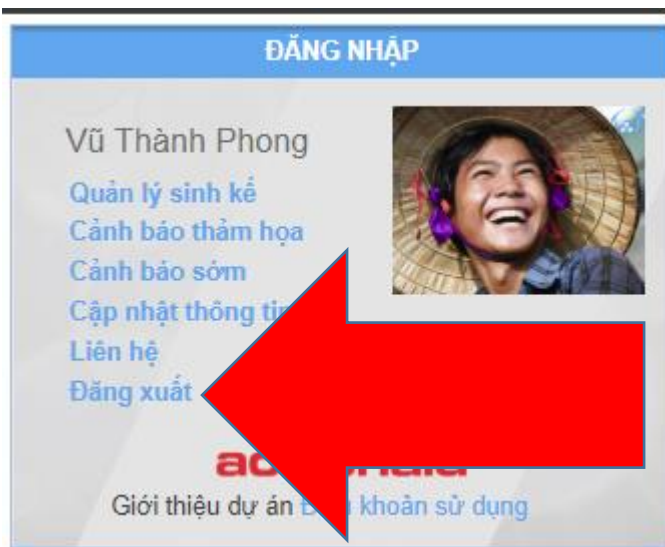 ĐĂNG NHẬP
Vũ Thành Phong
Quản lý sinh kế
Cảnh báo thảm họa
Cảnh báo sớm
Cập nhật thông tin
Liên hệ
Đăng xuất
Giới thiệu dự án khoản sử dụng